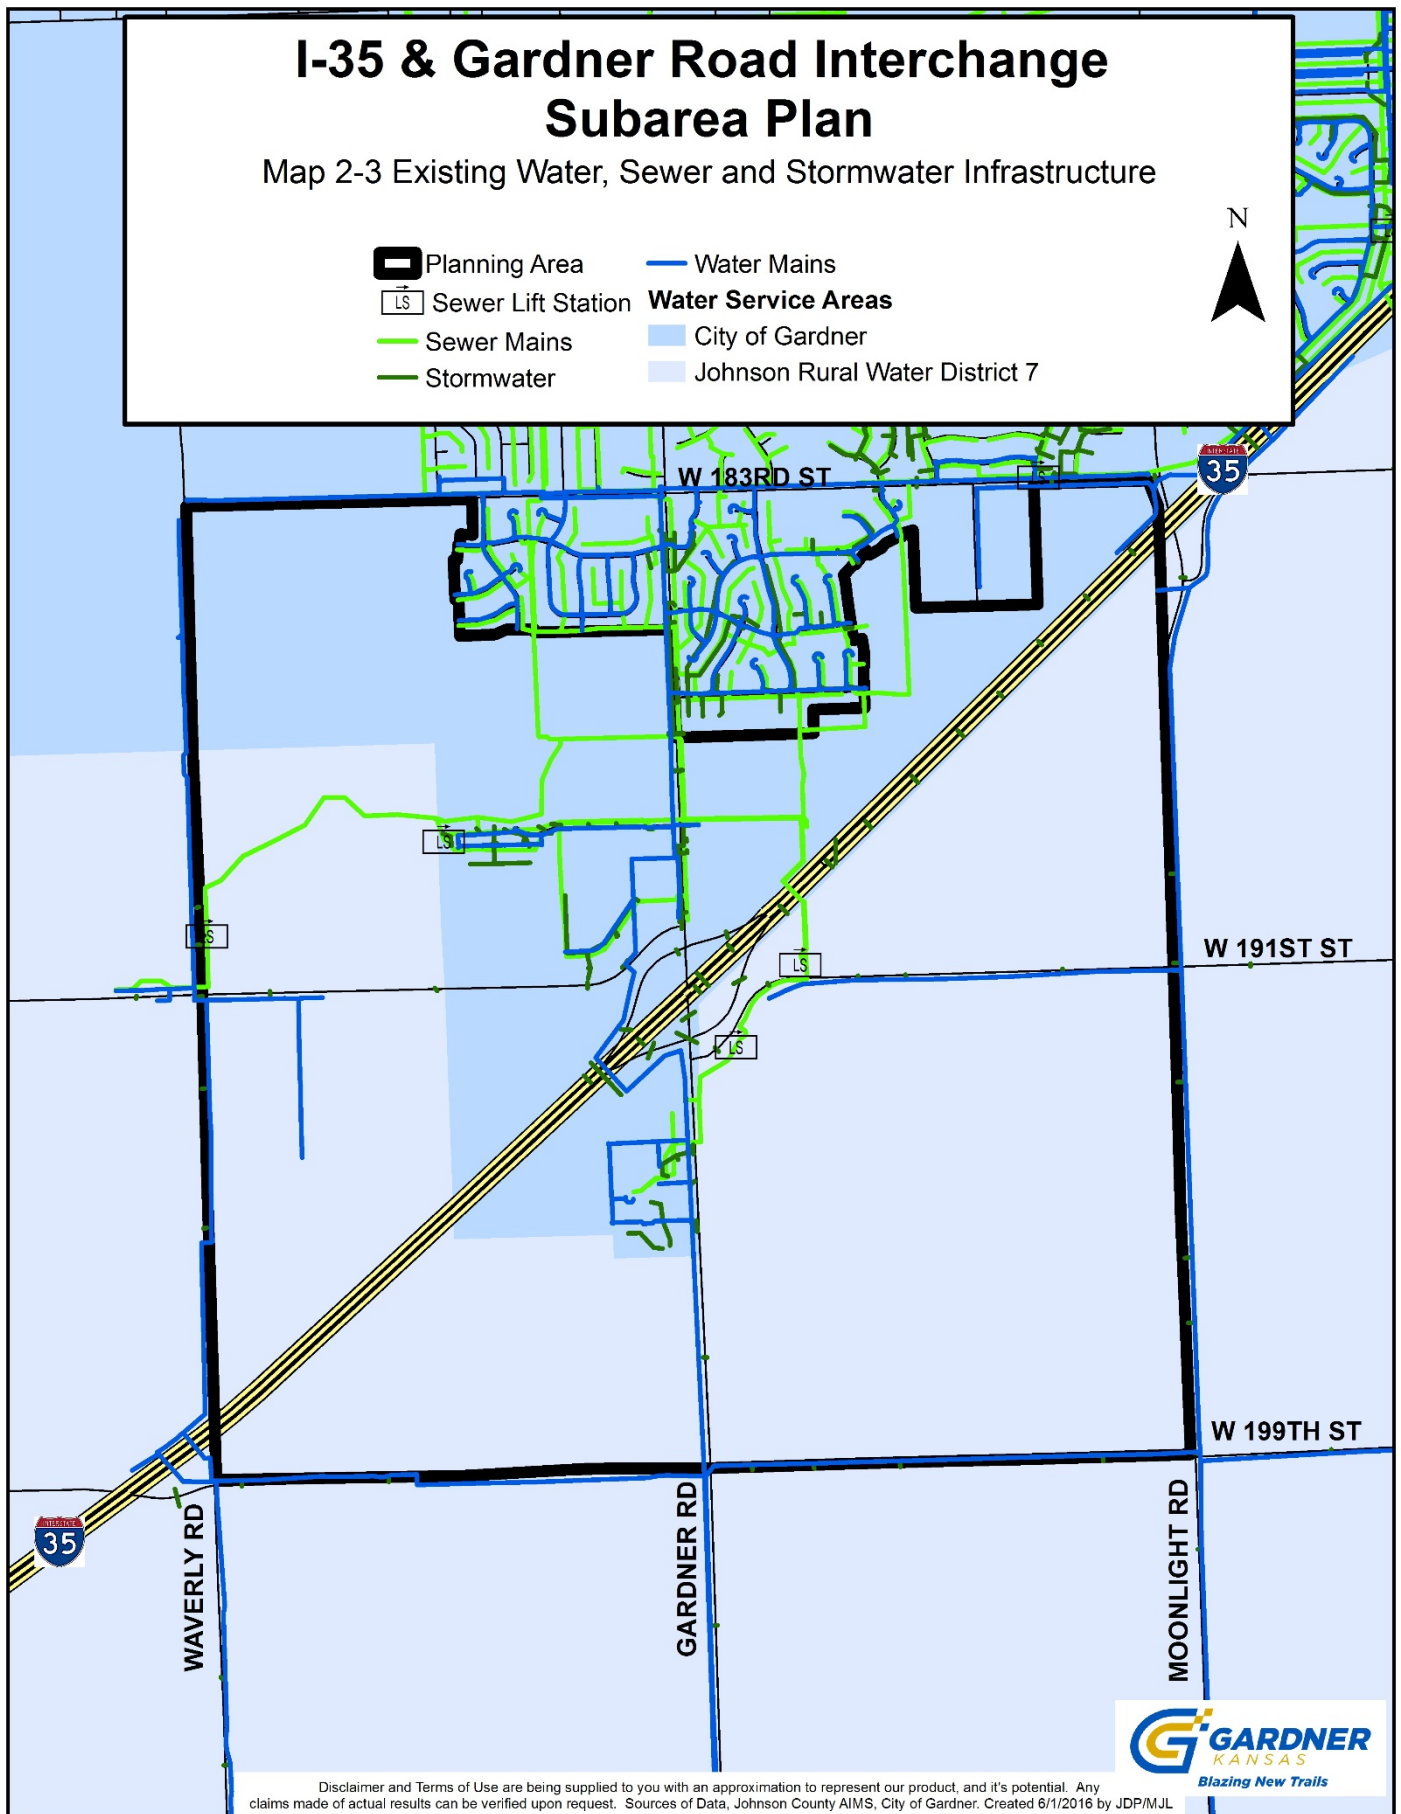 I-35 & Gardner Road Interchange
Subarea Plan
Map 2-3 Existing Water, Sewer and Stormwater Infrastructure
N
Planning Area
LS Sewer Lift Station
Sewer Mains
Stormwater
Water Mains
Water Service Areas
City of Gardner
Johnson Rural Water District 7
W 183RD ST
LS
INTERSTATE
35
LS
LS
W 191ST ST
LS
LS
W 199TH ST
INTERSTATE
35
WAVERLY RD
GARDNER RD
MOONLIGHT RD
G GARDNER
KANSAS
Blazing New Trails
Disclaimer and Terms of Use are being supplied to you with an approximation to represent our product, and it's potential. Any
claims made of actual results can be verified upon request. Sources of Data, Johnson County AIMS, City of Gardner. Created 6/1/2016 by JDP/MJL